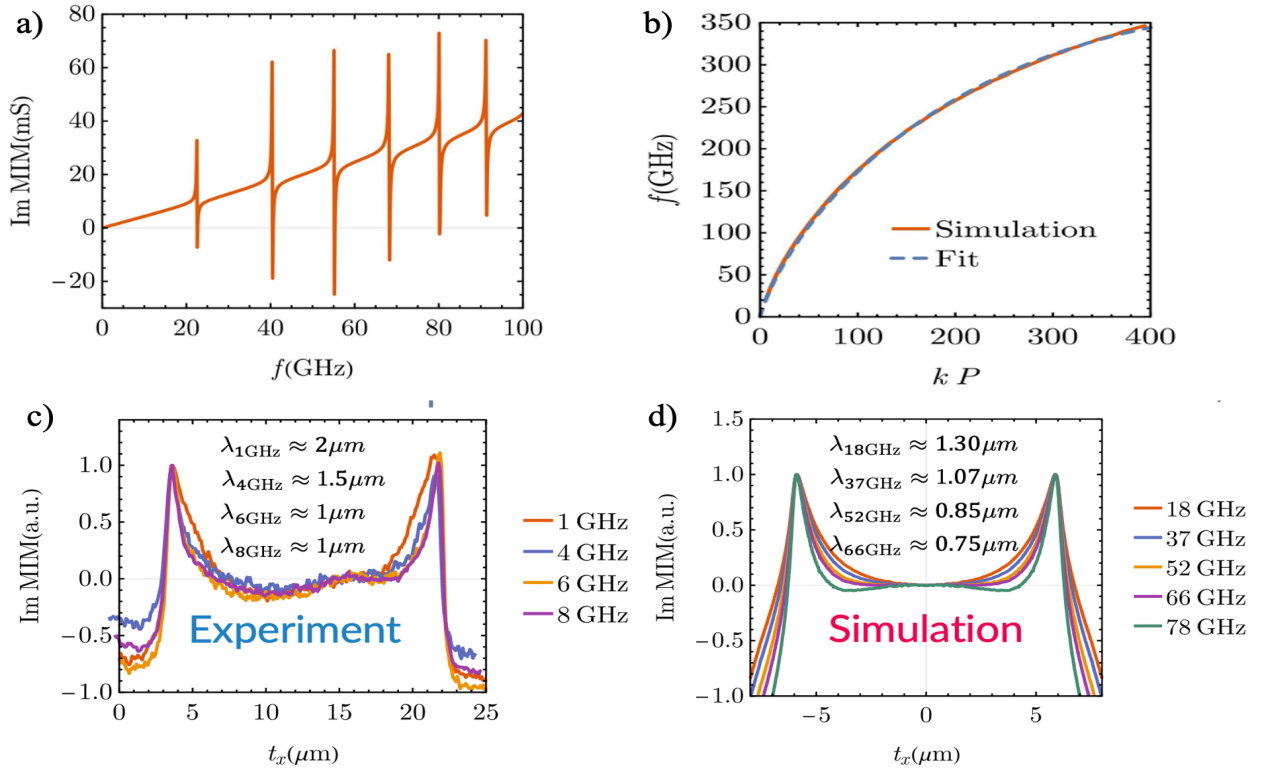 a)
80
60
40
20
0
−20
Im MIM(mS)
0 20 40 60 80 100
f(GHz)
b)
350
300
250
200
150
100
50
0
f(GHz)
Simulation
Fit
0 100 200 300 400
k P
c)
1.0
0.5
0.0
−0.5
−1.0
Im MIM(a.u.)
λ1GHz ≈ 2μm
λ4GHz ≈ 1.5μm
λ6GHz ≈ 1μm
λ8GHz ≈ 1μm
Experiment
0 5 10 15 20 25
tx(μm)
1 GHz
4 GHz
6 GHz
8 GHz
d)
1.5
1.0
0.5
0.0
−0.5
−1.0
Im MIM(a.u.)
λ18GHz ≈ 1.30μm
λ37GHz ≈ 1.07μm
λ52GHz ≈ 0.85μm
λ66GHz ≈ 0.75μm
Simulation
−5 0 5
tx(μm)
18 GHz
37 GHz
52 GHz
66 GHz
78 GHz